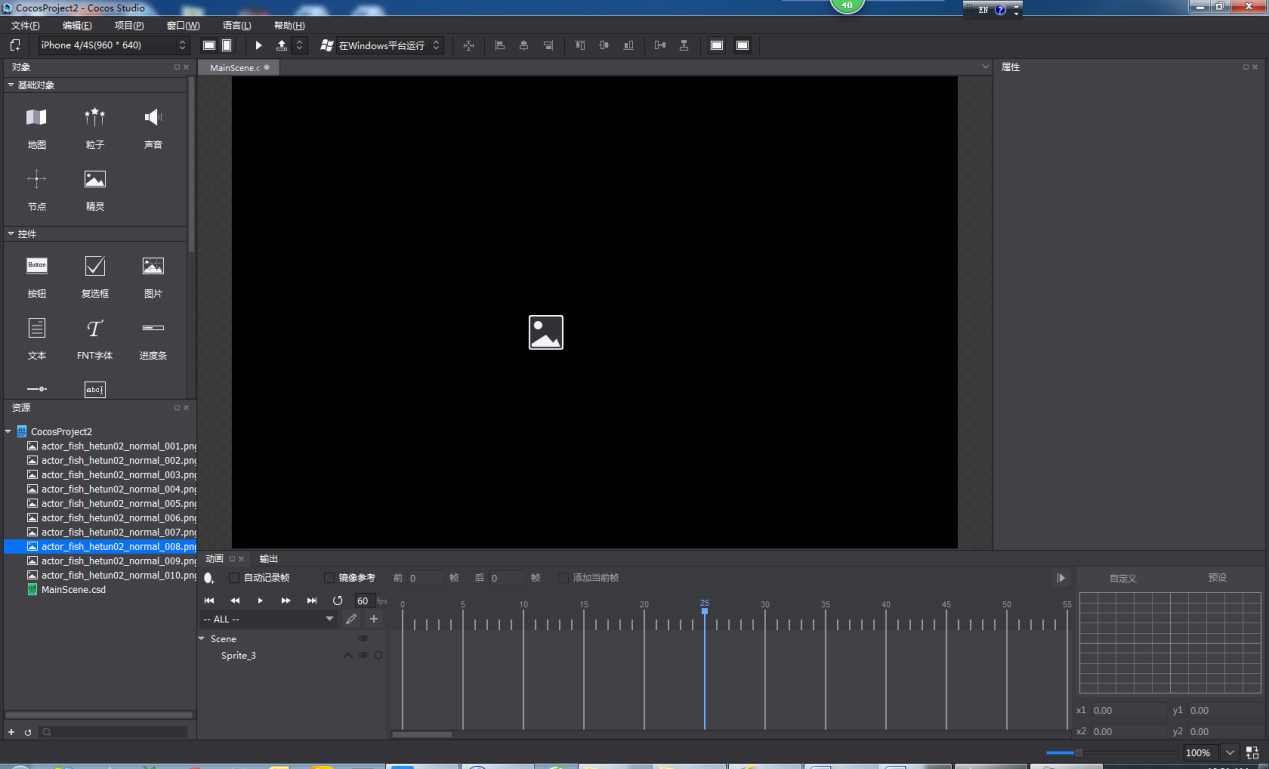 CocosProject2 - Cocos Studio
40
EN
文件(F) 编辑(E) 项目(P) 窗口(W) 语言(L) 帮助(H)
iPhone 4/4S(960 * 640) 在Windows平台运行
对象 MainScene.c 属性
基础对象
地图 粒子 声音
节点 精灵
控件
Button
按钮 复选框 图片
文本 FNT字体 进度条
abc
资源
CocosProject2
actor_fish_hetun02_normal_001.png
actor_fish_hetun02_normal_002.png
actor_fish_hetun02_normal_003.png
actor_fish_hetun02_normal_004.png
actor_fish_hetun02_normal_005.png
actor_fish_hetun02_normal_006.png
actor_fish_hetun02_normal_007.png
actor_fish_hetun02_normal_008.png
actor_fish_hetun02_normal_009.png
actor_fish_hetun02_normal_010.png
MainScene.csd
动画 输出
自动记录帧 镜像参考 前 0 帧 后 0 帧 添加当前帧 自定义 预设
60 fps 0 5 10 15 20 25 30 35 40 45 50 55
-- ALL --
Scene
Sprite_3
x1 0.00 y1 0.00
x2 0.00 y2 0.00
100%